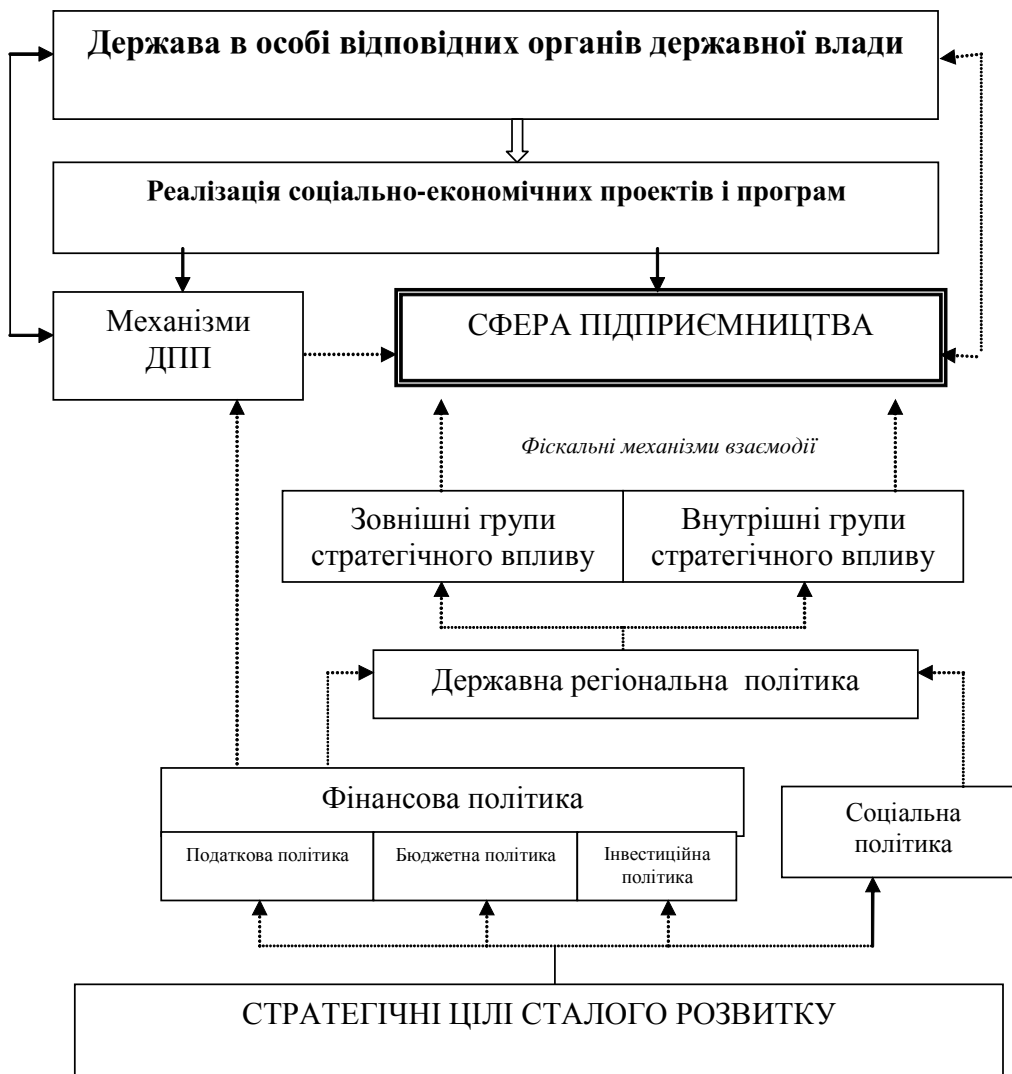 Держава в особі відповідних органів державної влади
Реалізація соціально-економічних проектів і програм
Механізми
ДПП
СФЕРА ПІДПРИЄМНИЦТВА
Фіскальні механізми взаємодії
Зовнішні групи
стратегічного впливу
Внутрішні групи
стратегічного впливу
Державна регіональна політика
Фінансова політика
Податкова політика
Бюджетна політика
Інвестиційна
політика
Соціальна
політика
СТРАТЕГІЧНІ ЦІЛІ СТАЛОГО РОЗВИТКУ